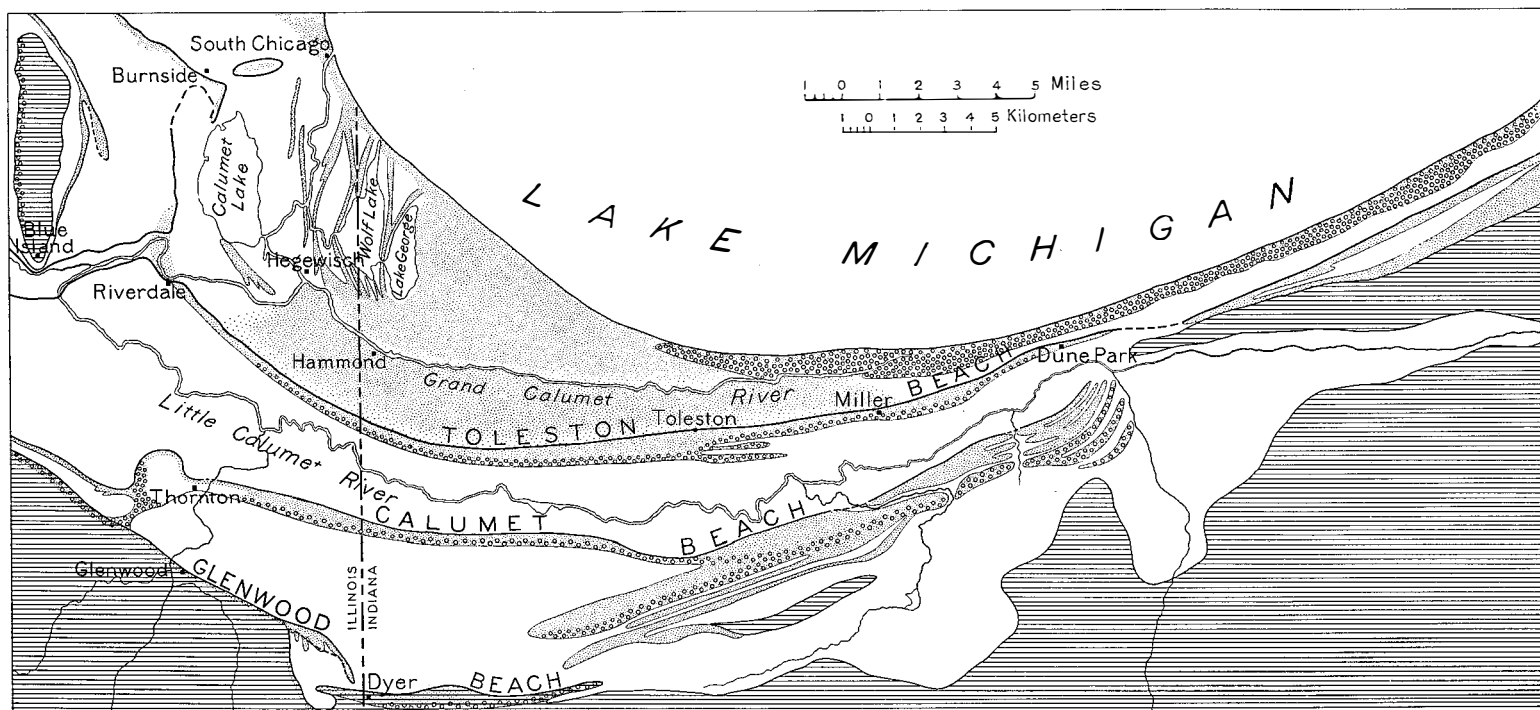 South Chicago
Burnside
1 0 1 2 3 4 5 Miles
1 0 1 2 3 4 5 Kilometers
Calumet
Lake
Wolf Lake
Lake George
LAKE MICHIGAN
Blue
Island
Hegewisch
Riverdale
Hammond
Grand Calumet River
Dune Park
Miller
TOLESTON BEACH
Toleston
Little Calumet River
Thornton
CALUMET BEACH
Glenwood
GLENWOOD BEACH
ILLINOIS
INDIANA
Dyer